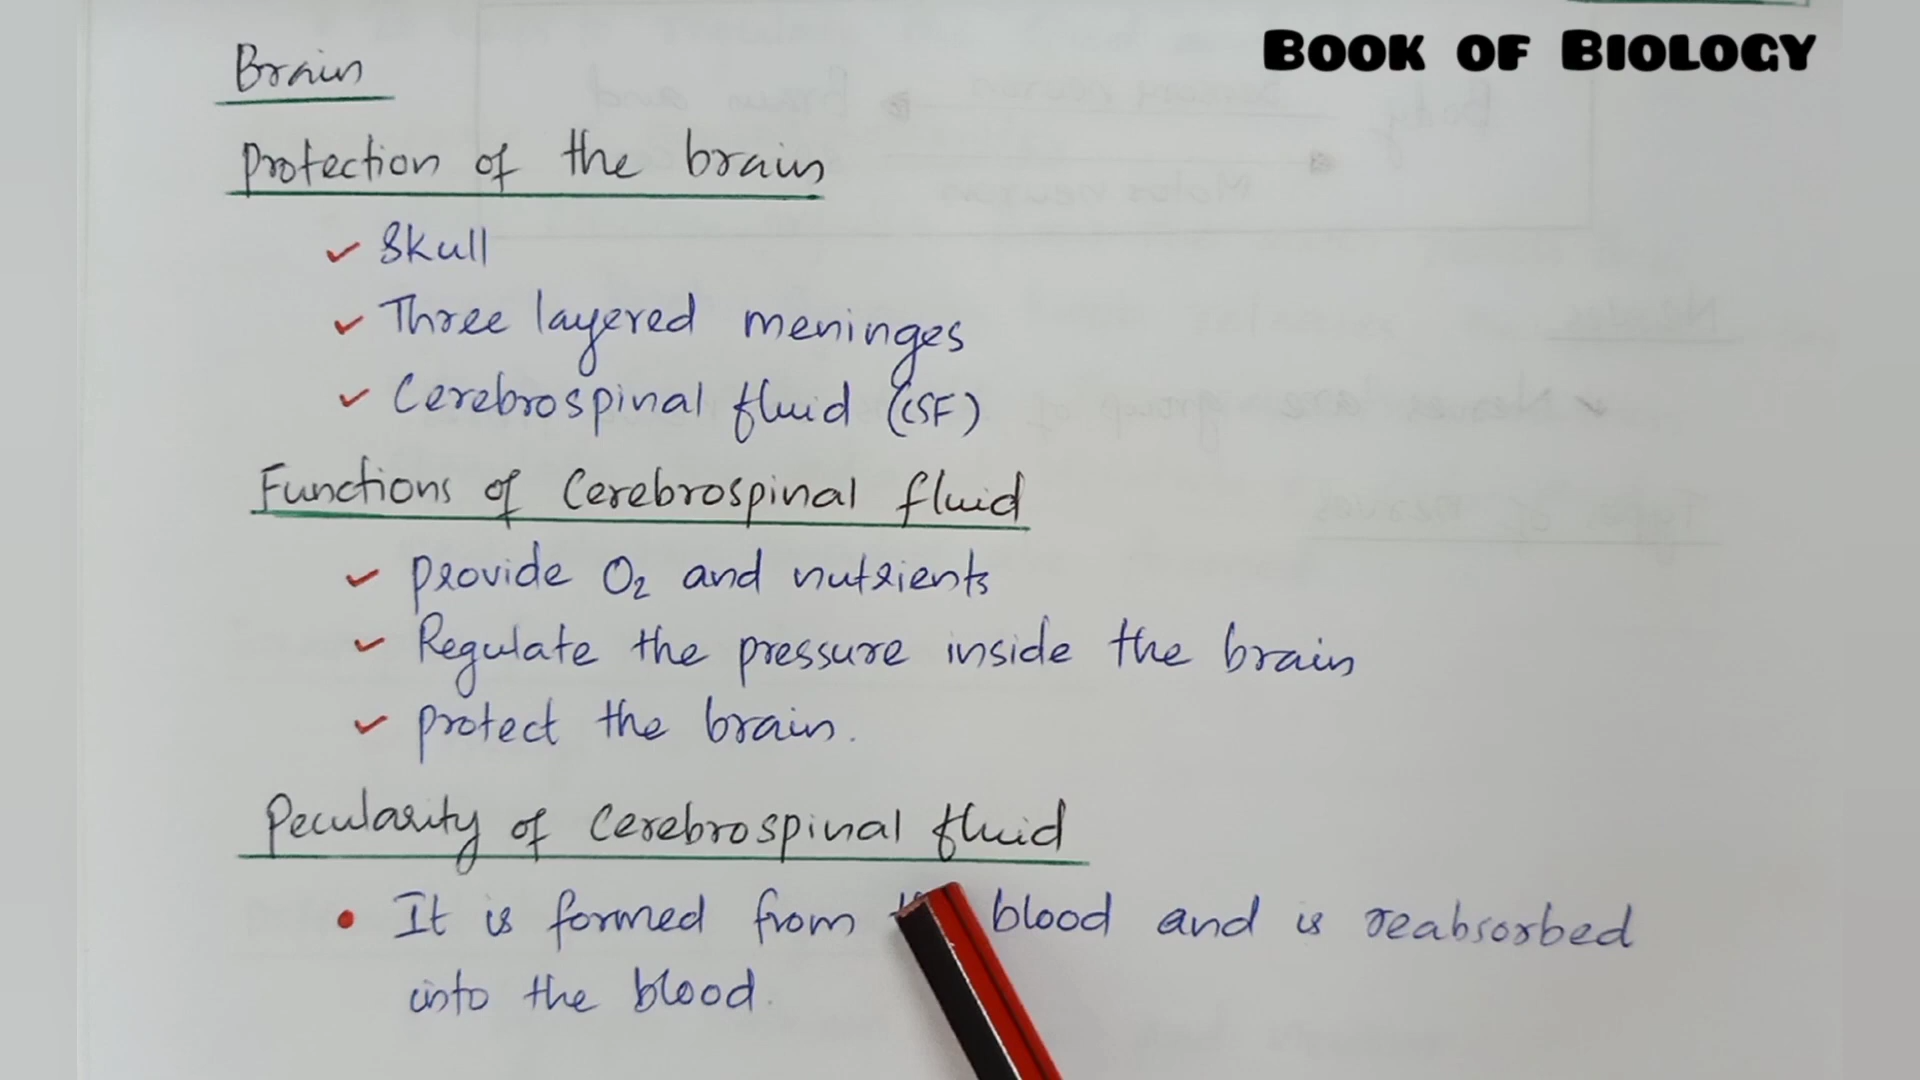 BOOK OF BIOLOGY
Brain
Protection of the brain
Skull
Three layered meninges
Cerebrospinal fluid (CSF)
Functions of Cerebrospinal fluid
provide O2 and nutrients
Regulate the pressure inside the brain
protect the brain.
Pecularity of Cerebrospinal fluid
It is formed from blood and is reabsorbed
into the blood.